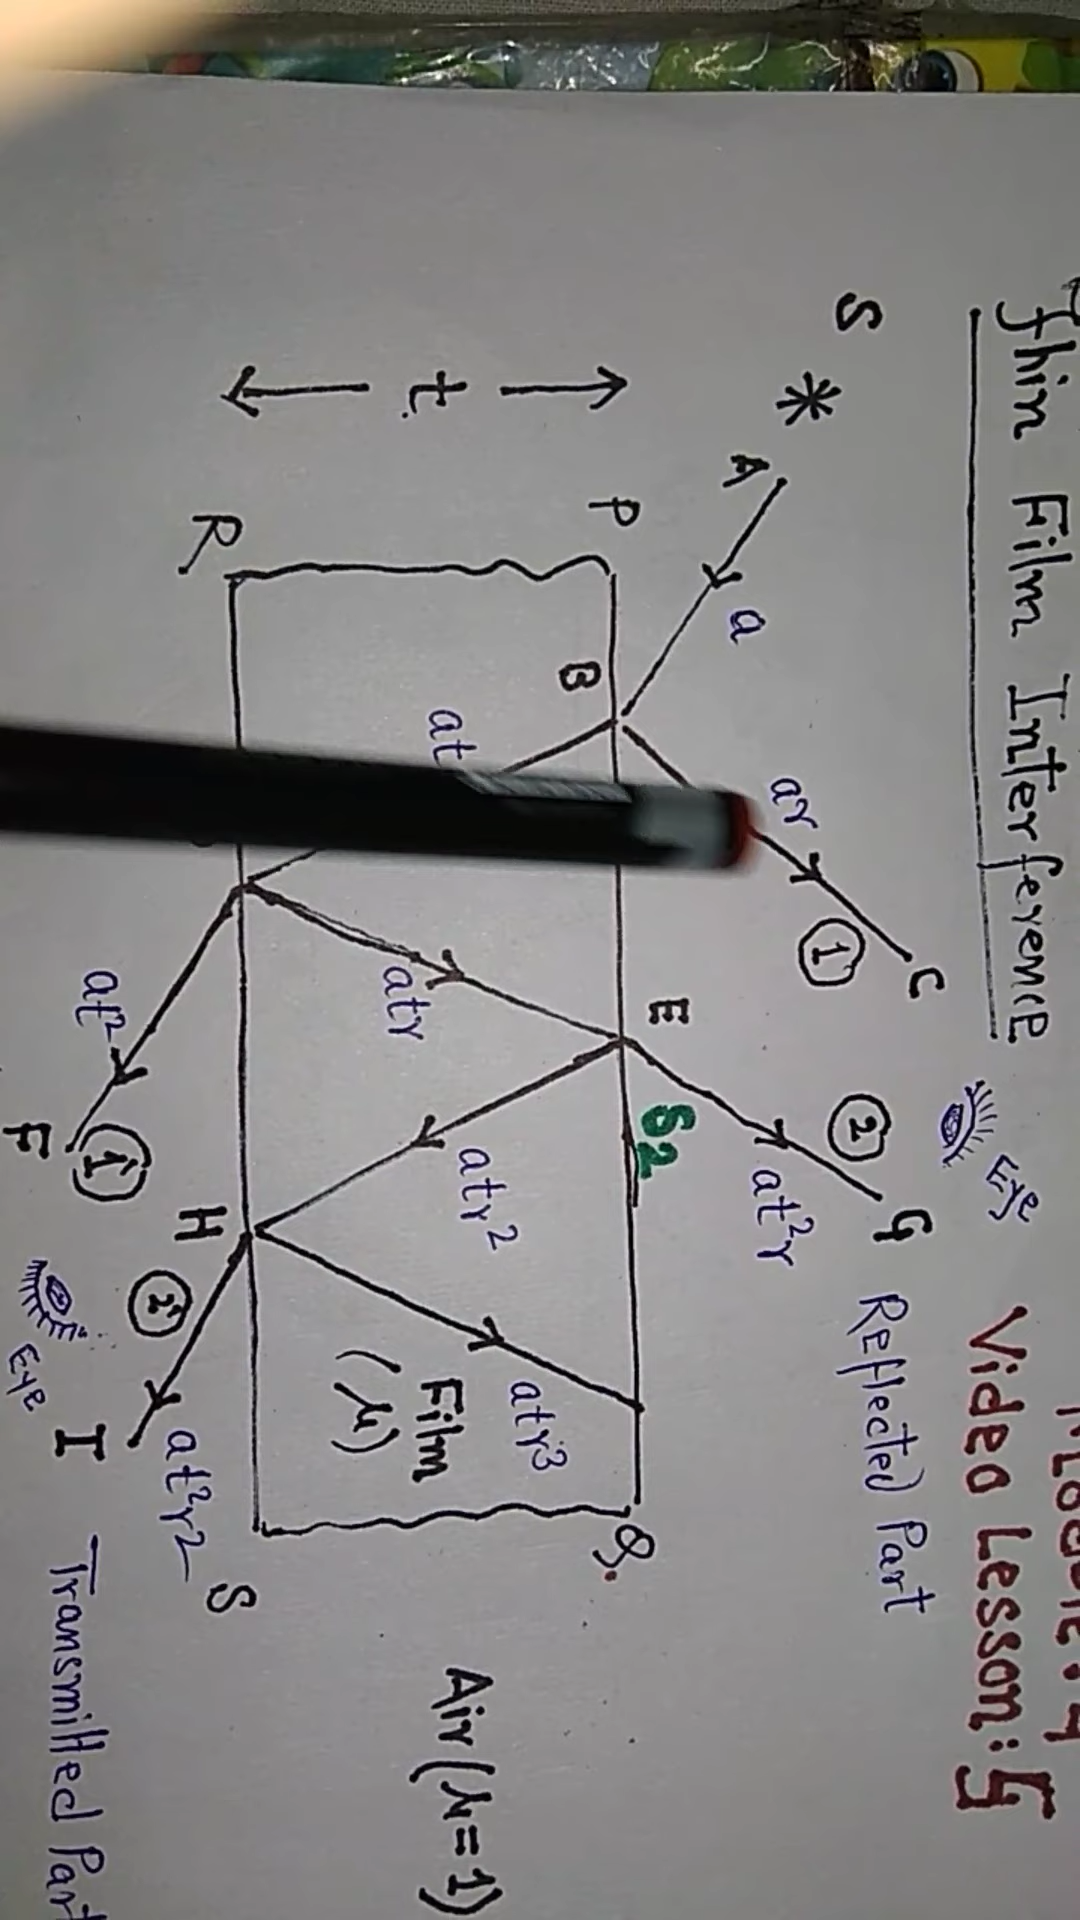 Thin Film Interference
Video Lesson: 5
S
A
a
ar
1
C
Eye
2
G
at²r
Reflected Part
P
B
E
S2
Q.
t
at
atr
atr²
atr³
Film
(μ)
Air (μ=1)
R
H
S
at²
F
1'
2'
I
at²r²
Eye
Transmitted Part